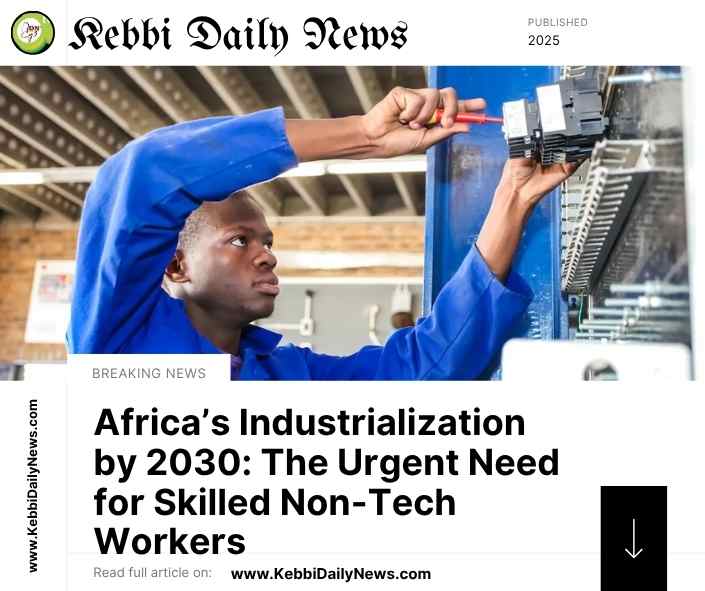 Kebbi Daily News
PUBLISHED
2025
BREAKING NEWS
Africa’s Industrialization
by 2030: The Urgent Need
for Skilled Non-Tech
Workers
www.KebbiDailyNews.com
Read full article on: www.KebbiDailyNews.com